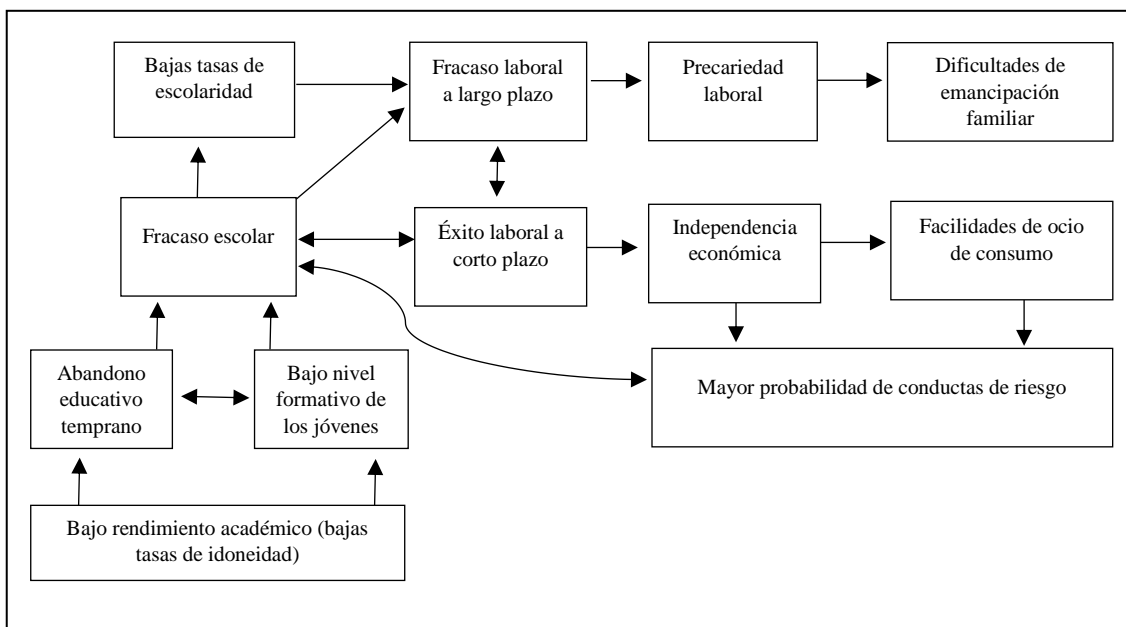 Bajas tasas de
escolaridad
Fracaso laboral
a largo plazo
Precariedad
laboral
Dificultades de
emancipación
familiar
Fracaso escolar
Éxito laboral a
corto plazo
Independencia
económica
Facilidades de ocio
de consumo
Abandono
educativo
temprano
Bajo nivel
formativo de
los jóvenes
Mayor probabilidad de conductas de riesgo
Bajo rendimiento académico (bajas
tasas de idoneidad)